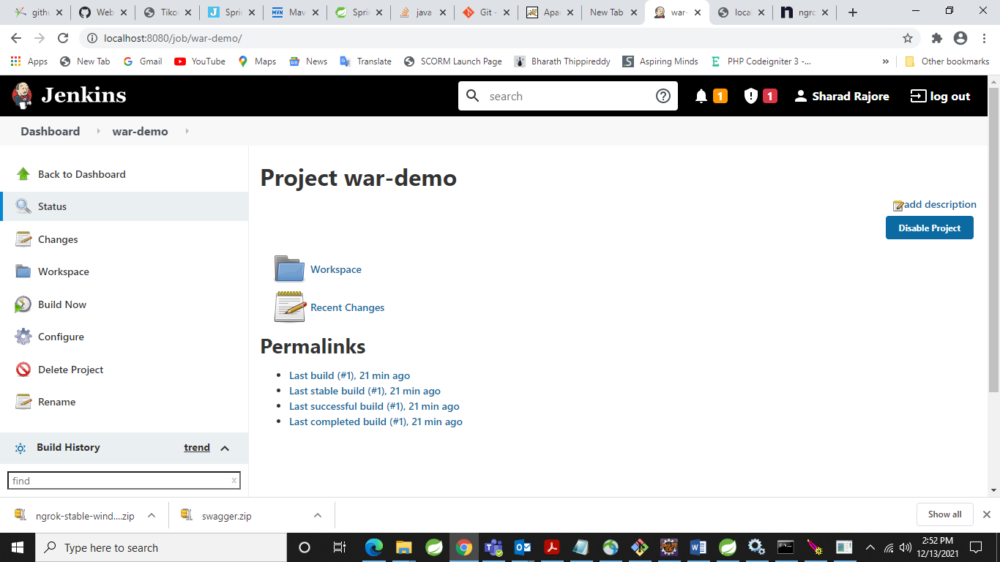 githu
Web
Tiko
Sprin
Mav
Spri
java
Git -
Apa
New Tab
war-
local
ngro
localhost:8080/job/war-demo/
Apps New Tab Gmail YouTube Maps News Translate SCORM Launch Page Bharath Thippireddy Aspiring Minds PHP Codeigniter 3 -... » Other bookmarks
Jenkins
search
1
1
Sharad Rajore
log out
Dashboard
war-demo
Back to Dashboard
Status
Changes
Workspace
Build Now
Configure
Delete Project
Rename
Build History
trend
find
x
Project war-demo
add description
Disable Project
Workspace
Recent Changes
Permalinks
Last build (#1), 21 min ago
Last stable build (#1), 21 min ago
Last successful build (#1), 21 min ago
Last completed build (#1), 21 min ago
ngrok-stable-wind....zip
swagger.zip
Show all
Type here to search
2:52 PM
12/13/2021